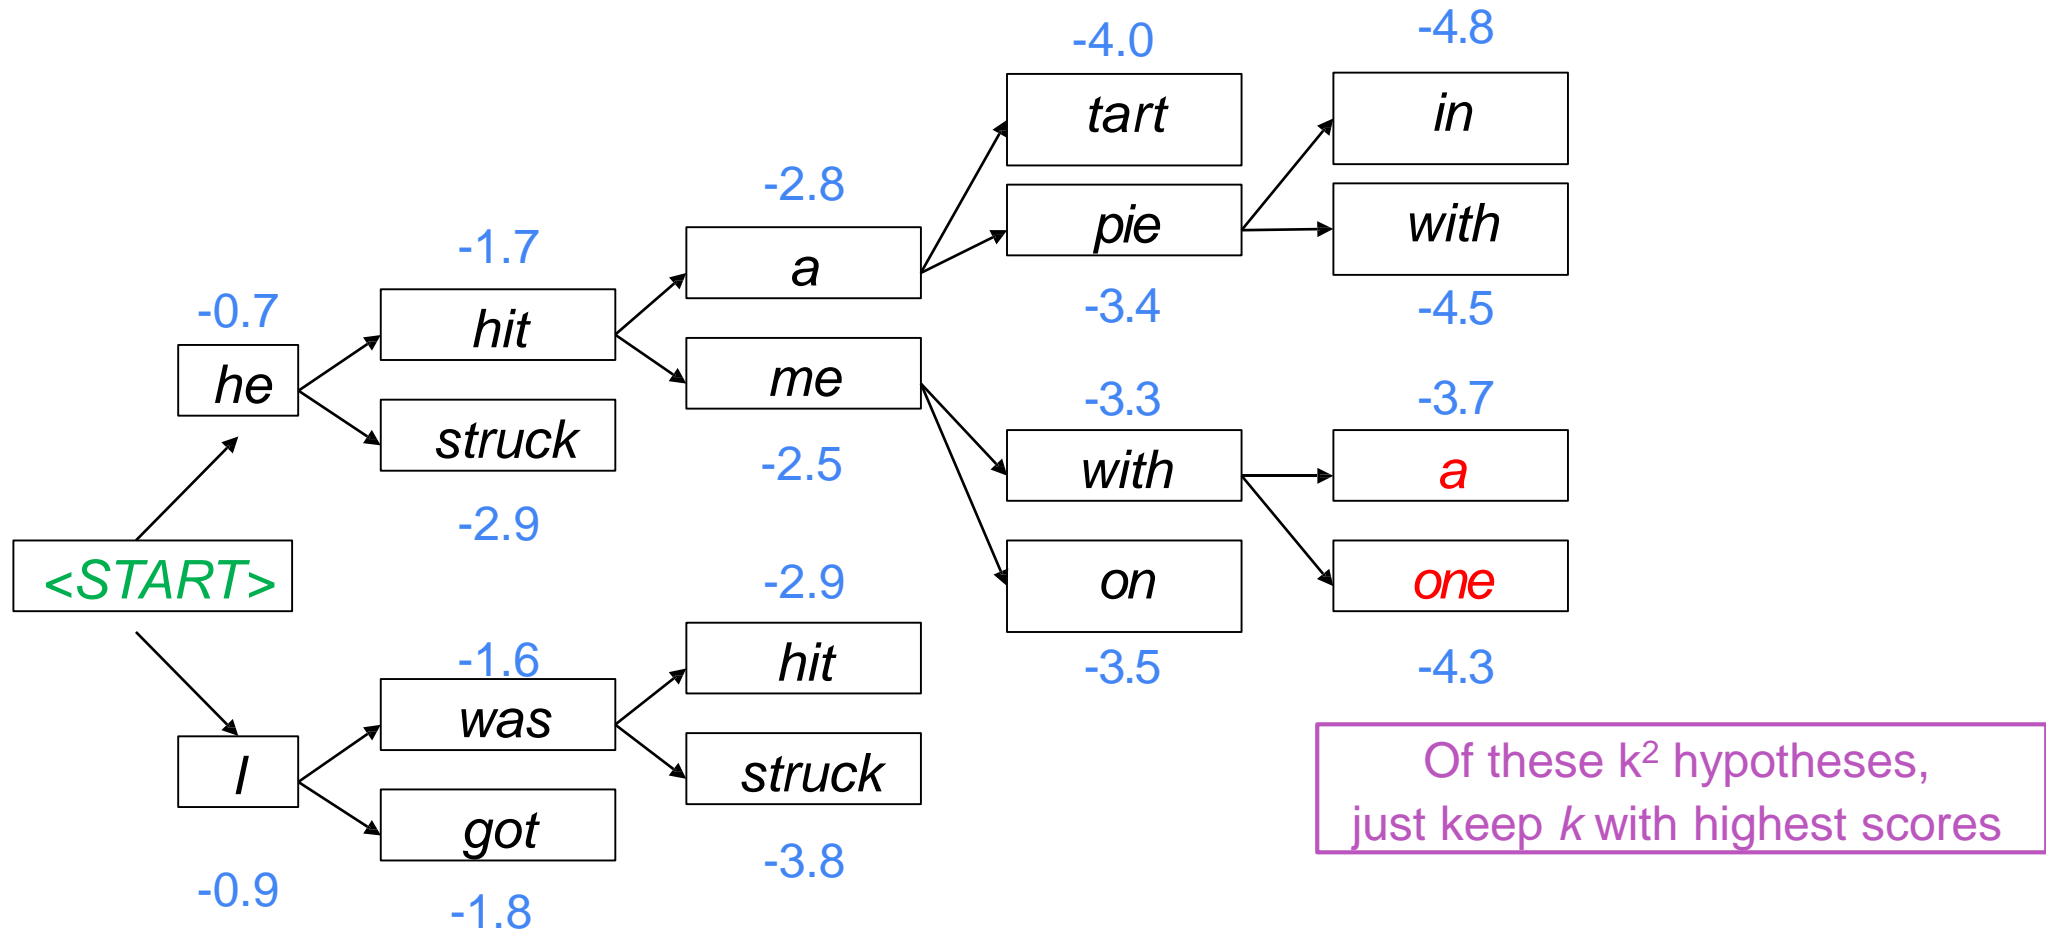 -4.0
-4.8
tart
in
-2.8
pie
with
-1.7
a
-3.4
-4.5
-0.7
hit
me
-3.3
-3.7
he
struck
-2.5
with
a
-2.9
<START>
-2.9
on
one
-1.6
hit
-3.5
-4.3
was
I
struck
Of these k² hypotheses,
got
just keep k with highest scores
-0.9
-1.8
-3.8